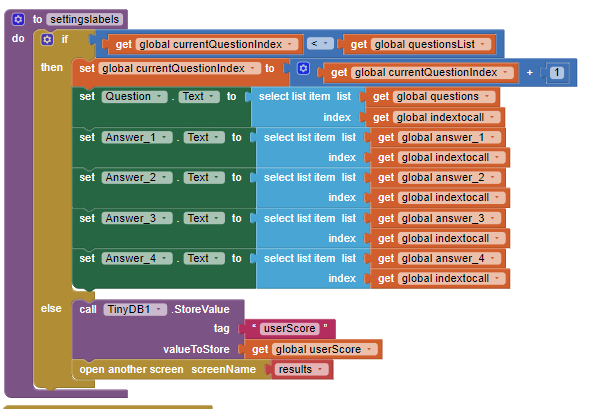 to settingslabels
do if get global currentQuestionIndex < get global questionsList
then set global currentQuestionIndex to get global currentQuestionIndex + 1
set Question . Text to select list item list get global questions
index get global indextocall
set Answer_1 . Text to select list item list get global answer_1
index get global indextocall
set Answer_2 . Text to select list item list get global answer_2
index get global indextocall
set Answer_3 . Text to select list item list get global answer_3
index get global indextocall
set Answer_4 . Text to select list item list get global answer_4
index get global indextocall
else call TinyDB1 .StoreValue
tag " userScore "
valueToStore get global userScore
open another screen screenName results